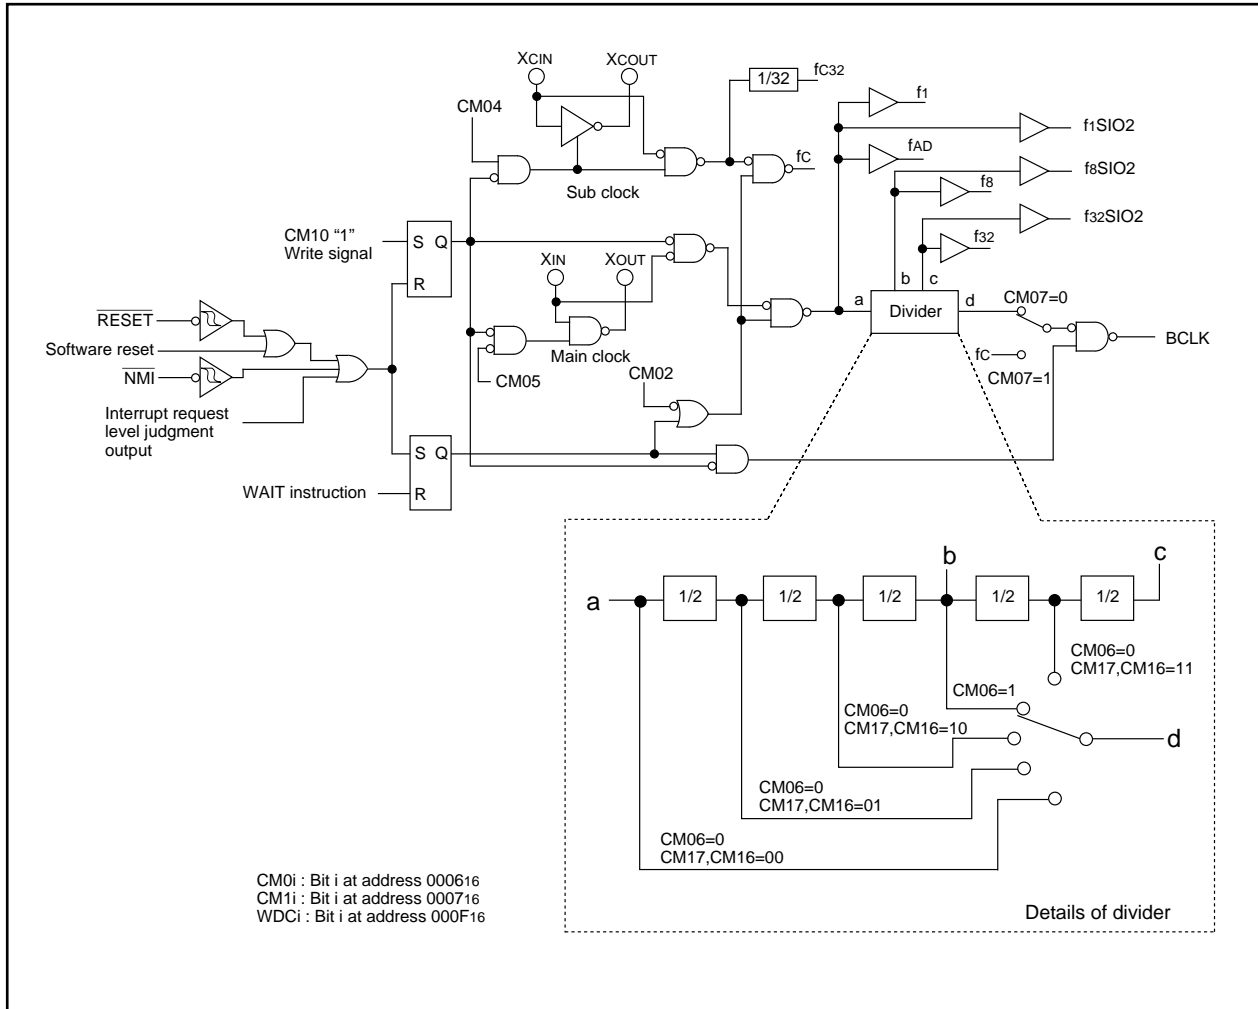 XCIN
XCOUT
1/32
fC32
f1
CM04
f1SIO2
fC
fAD
f8SIO2
Sub clock
f8
f32SIO2
CM10 “1”
Write signal
S Q
R
f32
XIN
XOUT
b c
a
Divider
d
CM07=0
RESET
Software reset
NMI
Main clock
BCLK
fC
CM07=1
CM05
CM02
Interrupt request
level judgment
output
S Q
R
WAIT instruction
b
c
a
1/2
1/2
1/2
1/2
1/2
CM06=0
CM17,CM16=11
CM06=1
CM06=0
CM17,CM16=10
d
CM06=0
CM17,CM16=01
CM06=0
CM17,CM16=00
CM0i : Bit i at address 000616
CM1i : Bit i at address 000716
WDCi : Bit i at address 000F16
Details of divider